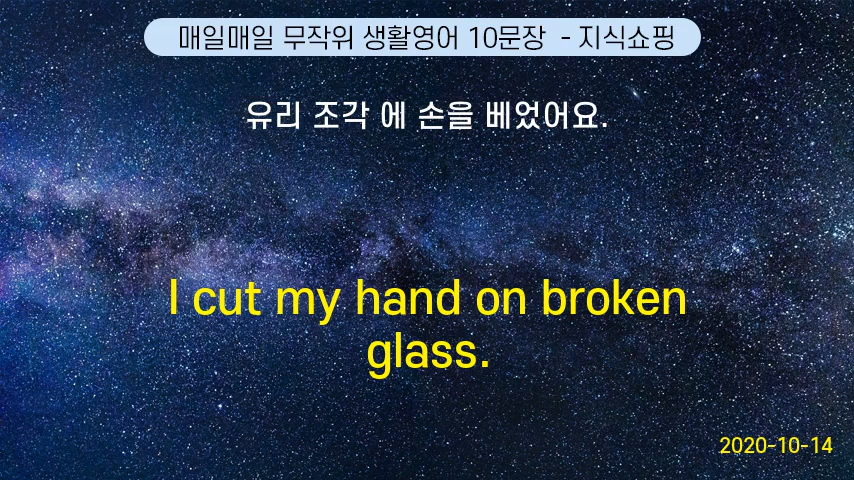 매일매일 무작위 생활영어 10문장 - 지식쇼핑
유리 조각 에 손을 베었어요.
I cut my hand on broken
glass.
2020-10-14